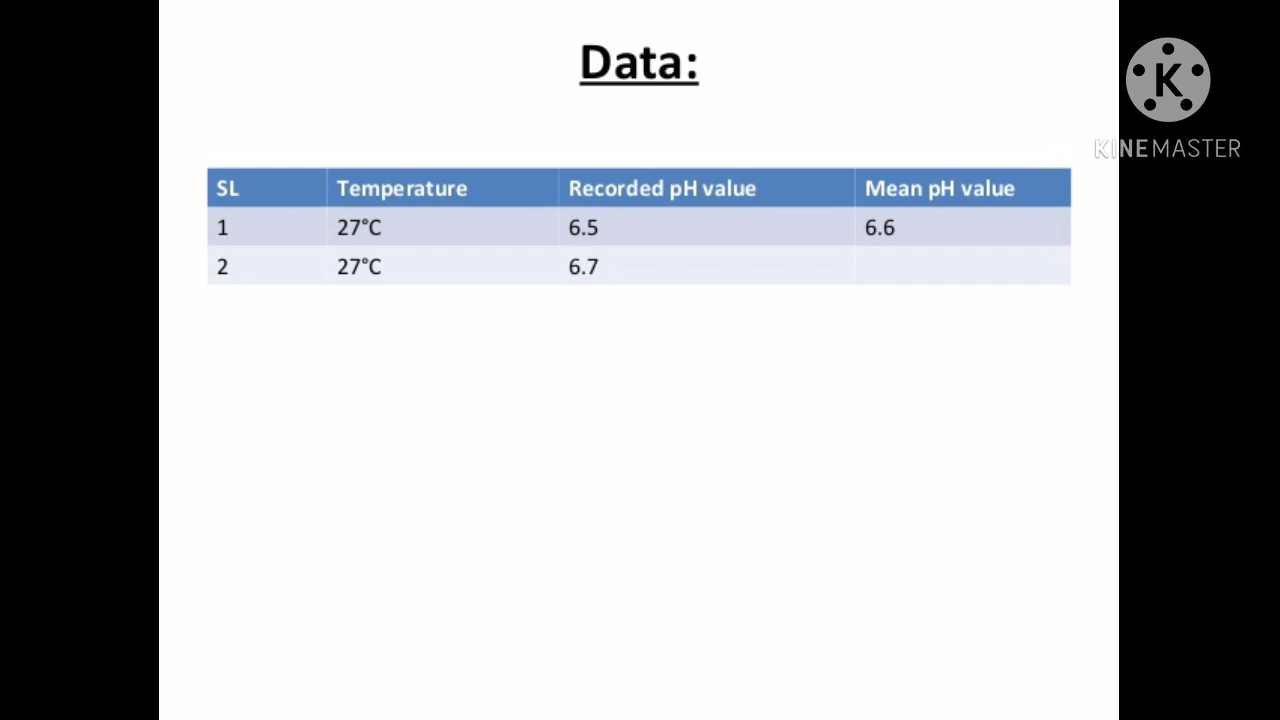 Data:
K
KINEMASTER
SL Temperature Recorded pH value Mean pH value
1 27°C 6.5 6.6
2 27°C 6.7